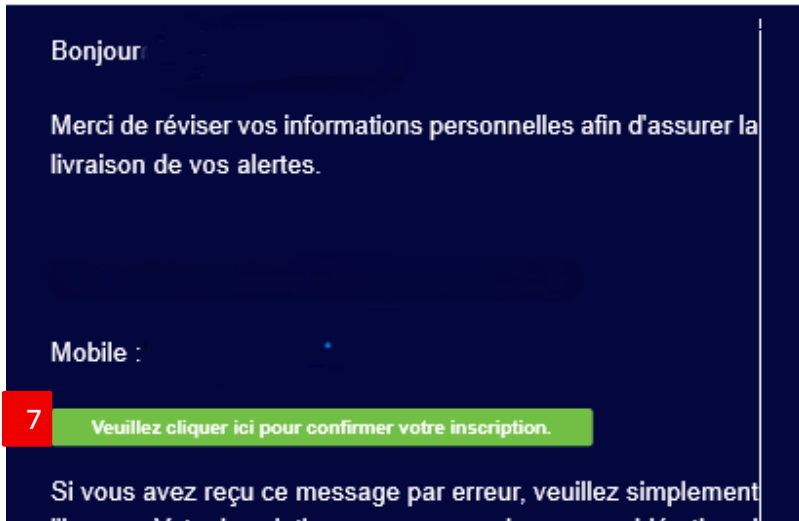 Bonjour
Merci de réviser vos informations personnelles afin d'assurer la
livraison de vos alertes.
Mobile :
7
Veuillez cliquer ici pour confirmer votre inscription.
Si vous avez reçu ce message par erreur, veuillez simplement